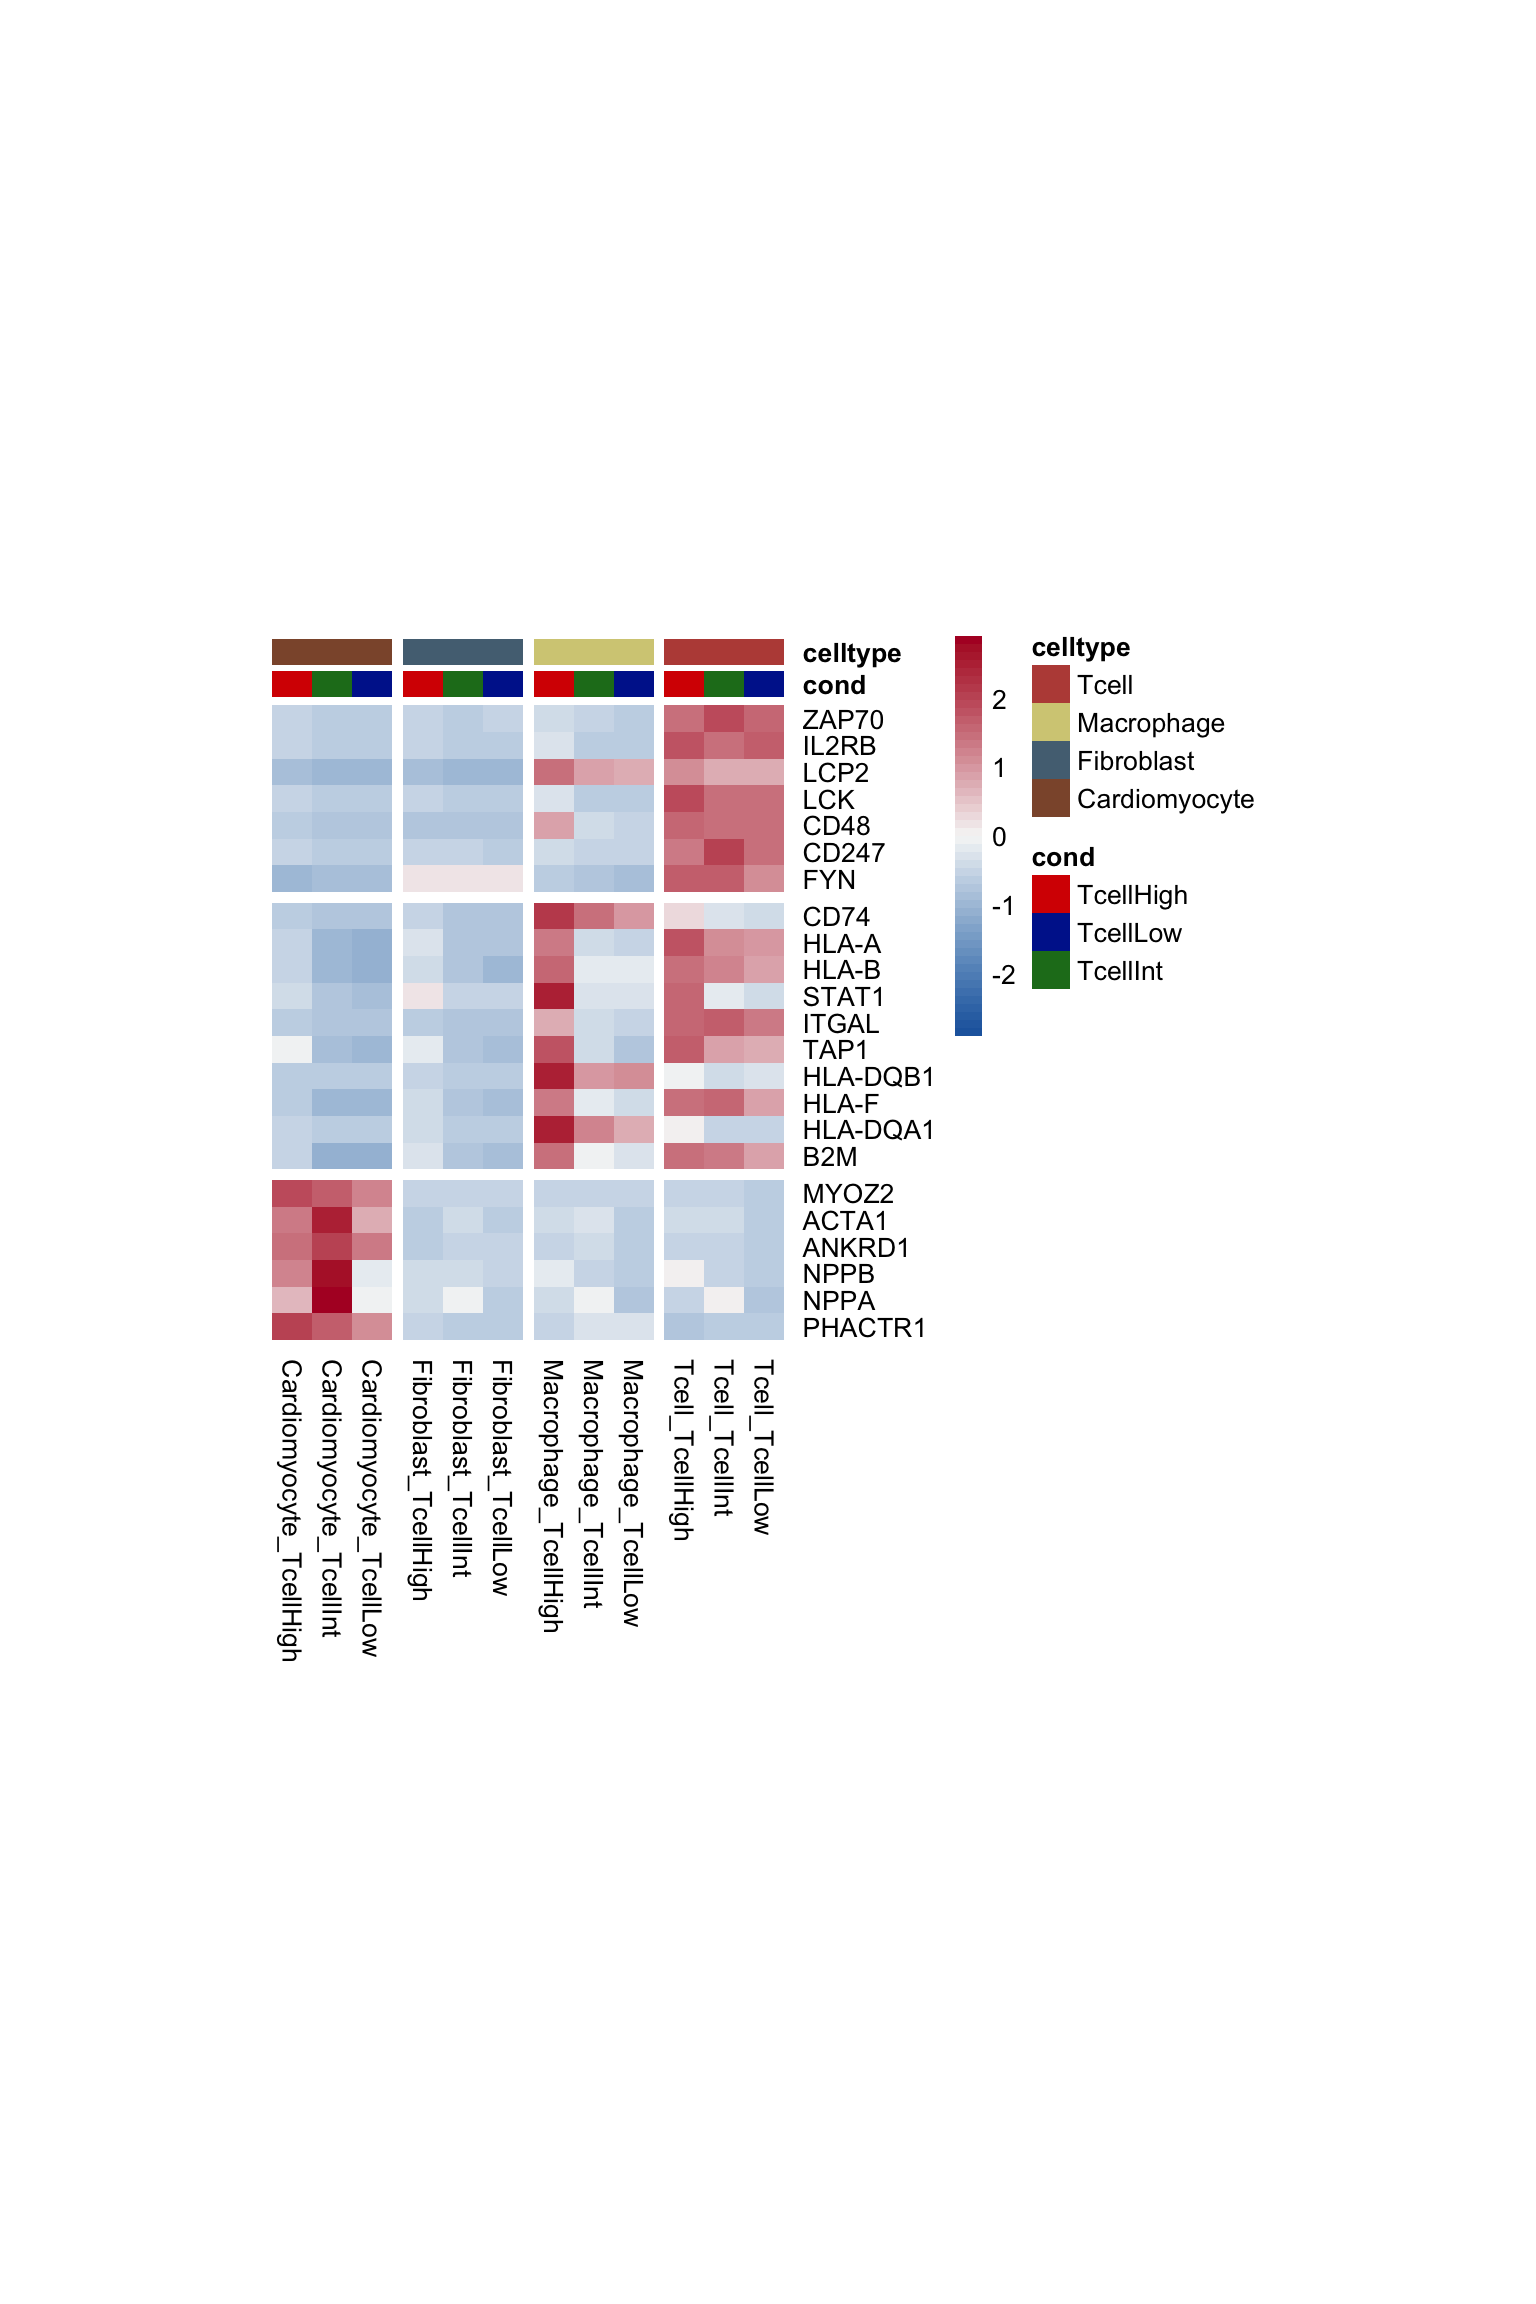 celltype
cond
ZAP70
IL2RB
LCP2
LCK
CD48
CD247
FYN
CD74
HLA-A
HLA-B
STAT1
ITGAL
TAP1
HLA-DQB1
HLA-F
HLA-DQA1
B2M
MYOZ2
ACTA1
ANKRD1
NPPB
NPPA
PHACTR1
Cardiomyocyte_TcellHigh
Cardiomyocyte_TcellInt
Cardiomyocyte_TcellLow
Fibroblast_TcellHigh
Fibroblast_TcellInt
Fibroblast_TcellLow
Macrophage_TcellHigh
Macrophage_TcellInt
Macrophage_TcellLow
Tcell_TcellHigh
Tcell_TcellInt
Tcell_TcellLow
2
1
0
-1
-2
celltype
Tcell
Macrophage
Fibroblast
Cardiomyocyte
cond
TcellHigh
TcellLow
TcellInt